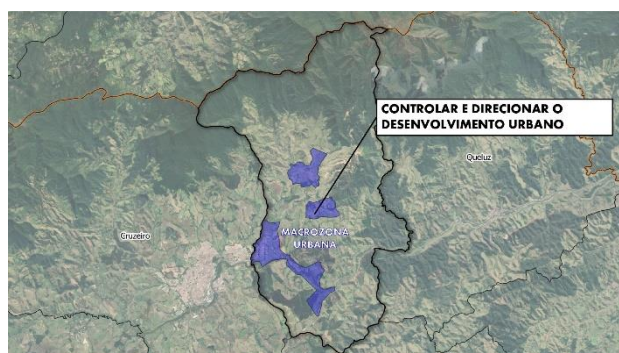 CONTROLAR E DIRECIONAR O
DESENVOLVIMENTO URBANO
Queluz
Cruzeiro
MACROZONA
URBANA